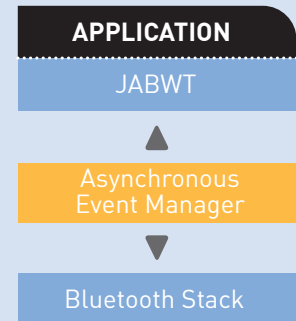 APPLICATION
JABWT
Asynchronous
Event Manager
Bluetooth Stack